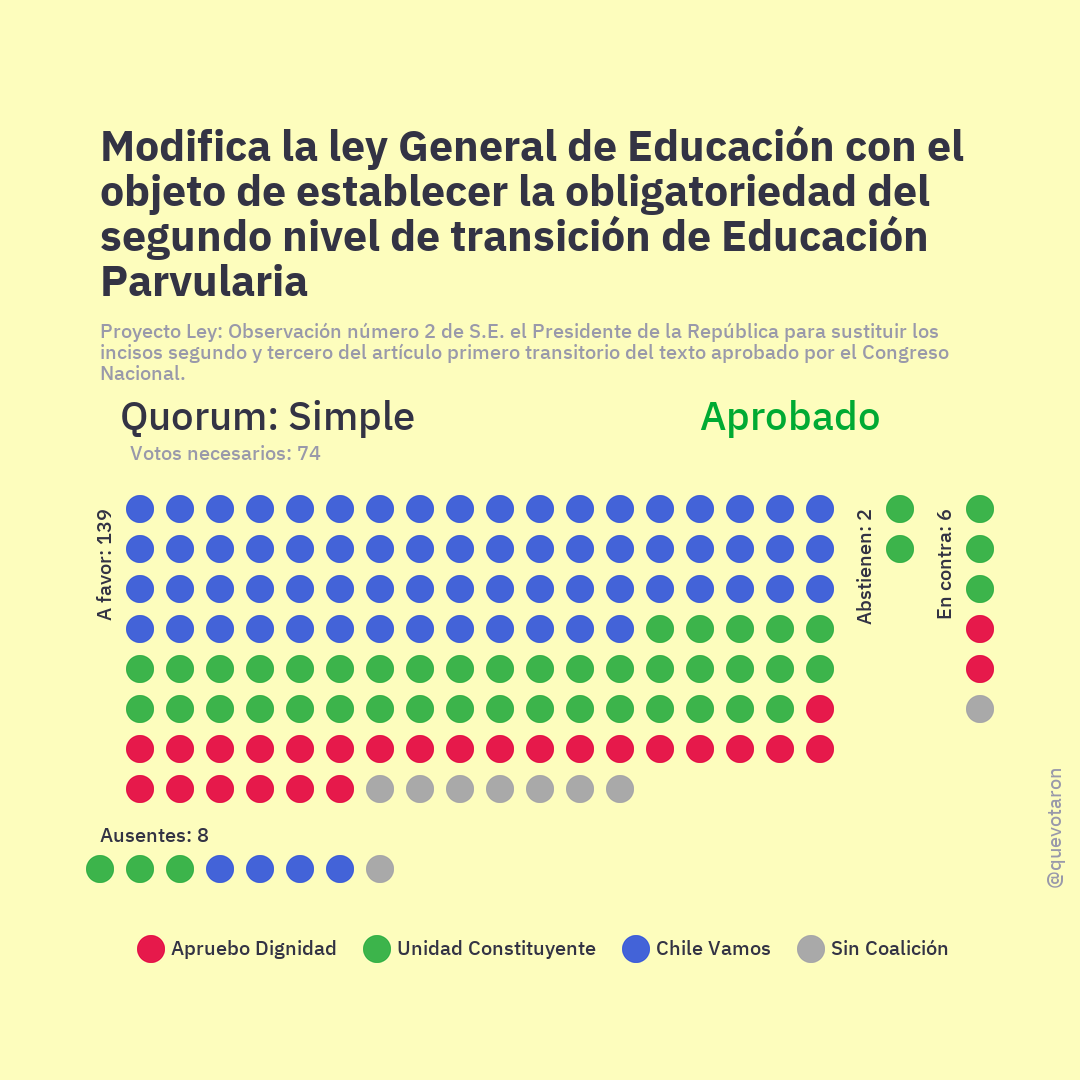 Modifica la ley General de Educación con el
objeto de establecer la obligatoriedad del
segundo nivel de transición de Educación
Parvularia
Proyecto Ley: Observación número 2 de S.E. el Presidente de la República para sustituir los
incisos segundo y tercero del artículo primero transitorio del texto aprobado por el Congreso
Nacional.
Quorum: Simple
Aprobado
Votos necesarios: 74
A favor: 139
Abstienen: 2
En contra: 6
Ausentes: 8
@quevotaron
Apruebo Dignidad
Unidad Constituyente
Chile Vamos
Sin Coalición